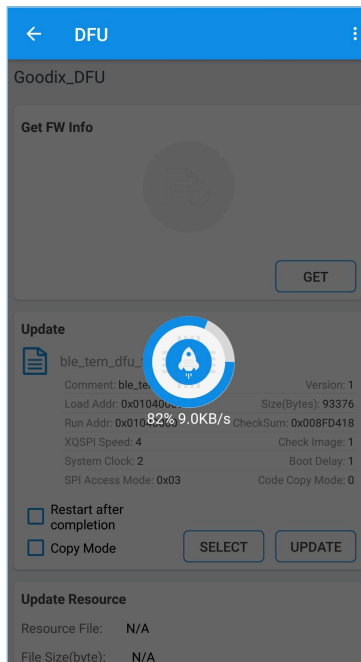 DFU
Goodix_DFU
Get FW Info
GET
Update
ble_tem_dfu_
Comment: ble_te Version: 1
Load Addr: 0x010400 Size(Bytes): 93376
82% 9.0KB/s
Run Addr: 0x010 CheckSum: 0x008FD418
XQSPI Speed: 4 Check Image: 1
System Clock: 2 Boot Delay: 1
SPI Access Mode: 0x03 Code Copy Mode: 0
Restart after
completion
Copy Mode SELECT UPDATE
Update Resource
Resource File: N/A
File Size(byte): N/A